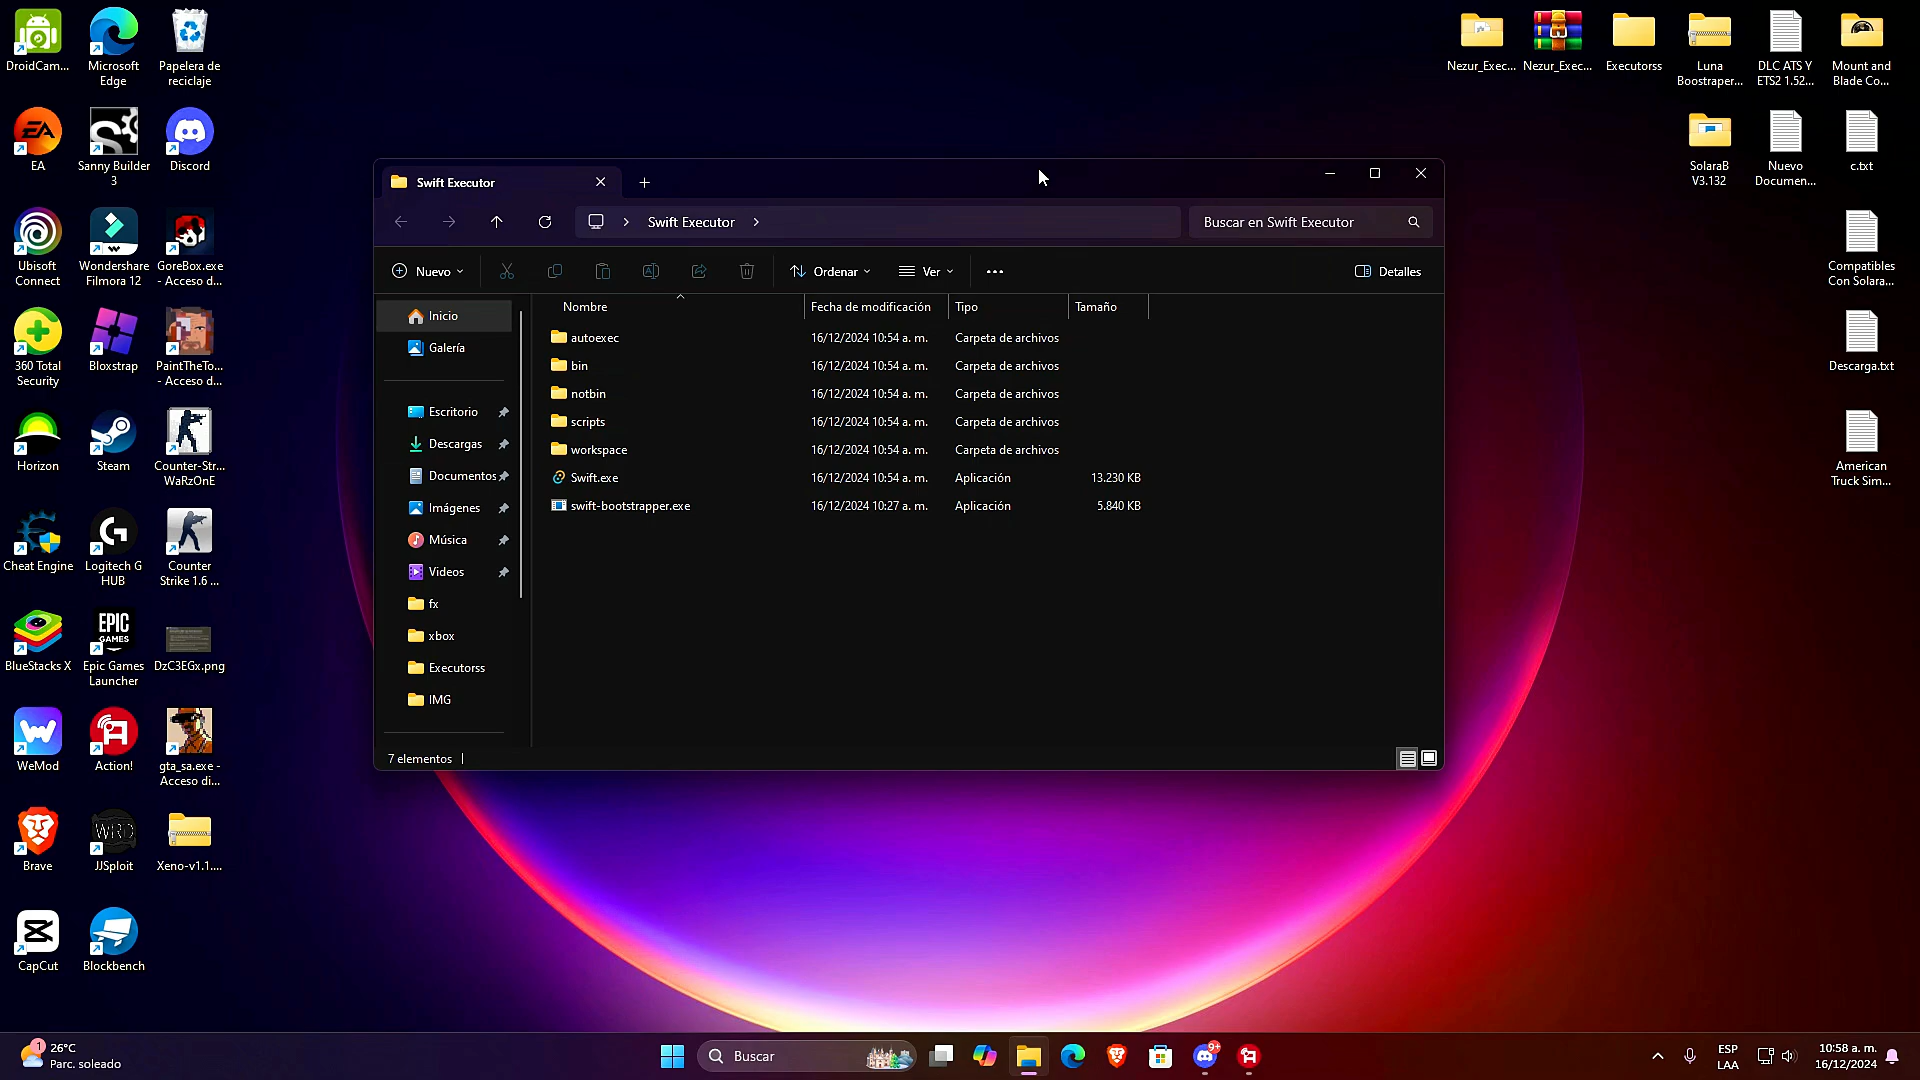 DroidCam...
Microsoft
Edge
Papelera de
reciclaje
EA
Sanny Builder
3
Discord
Ubisoft
Connect
Wondershare
Filmora 12
GoreBox.exe
- Acceso d...
360 Total
Security
Bloxstrap
PaintTheTo...
- Acceso d...
Horizon
Steam
Counter-Str...
WaRzOnE
Cheat Engine
Logitech G
HUB
Counter
Strike 1.6 ...
BlueStacks X
EPIC
GAMES
Epic Games
Launcher
DzC3EGx.png
WeMod
Action!
gta_sa.exe -
Acceso di...
Brave
WRD
JJSploit
Xeno-v1.1....
CapCut
Blockbench
Nezur_Exec...
Nezur_Exec...
Executorss
Luna
Boostraper...
DLC ATS Y
ETS2 1.52...
Mount and
Blade Co...
SolaraB
V3.132
Nuevo
Documen...
c.txt
Compatibles
Con Solara...
Descarga.txt
American
Truck Sim...
Swift Executor
Swift Executor
Buscar en Swift Executor
Nuevo
Ordenar
Ver
Detalles
Inicio
Galería
Escritorio
Descargas
Documentos
Imágenes
Música
Videos
fx
xbox
Executorss
IMG
Nombre Fecha de modificación Tipo Tamaño
autoexec 16/12/2024 10:54 a. m. Carpeta de archivos
bin 16/12/2024 10:54 a. m. Carpeta de archivos
notbin 16/12/2024 10:54 a. m. Carpeta de archivos
scripts 16/12/2024 10:54 a. m. Carpeta de archivos
workspace 16/12/2024 10:54 a. m. Carpeta de archivos
Swift.exe 16/12/2024 10:54 a. m. Aplicación 13.230 KB
swift-bootstrapper.exe 16/12/2024 10:27 a. m. Aplicación 5.840 KB
7 elementos
1
26°C
Parc. soleado
Buscar
9+
ESP
LAA
10:58 a. m.
16/12/2024